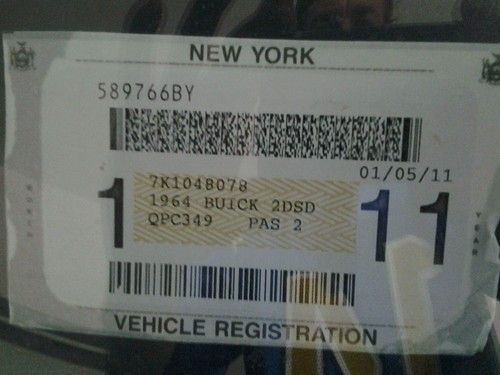 NEW YORK
589766BY
01/05/11
1
7K1048078
1964 BUICK 2DSD
QPC349 PAS 2
11
VEHICLE REGISTRATION